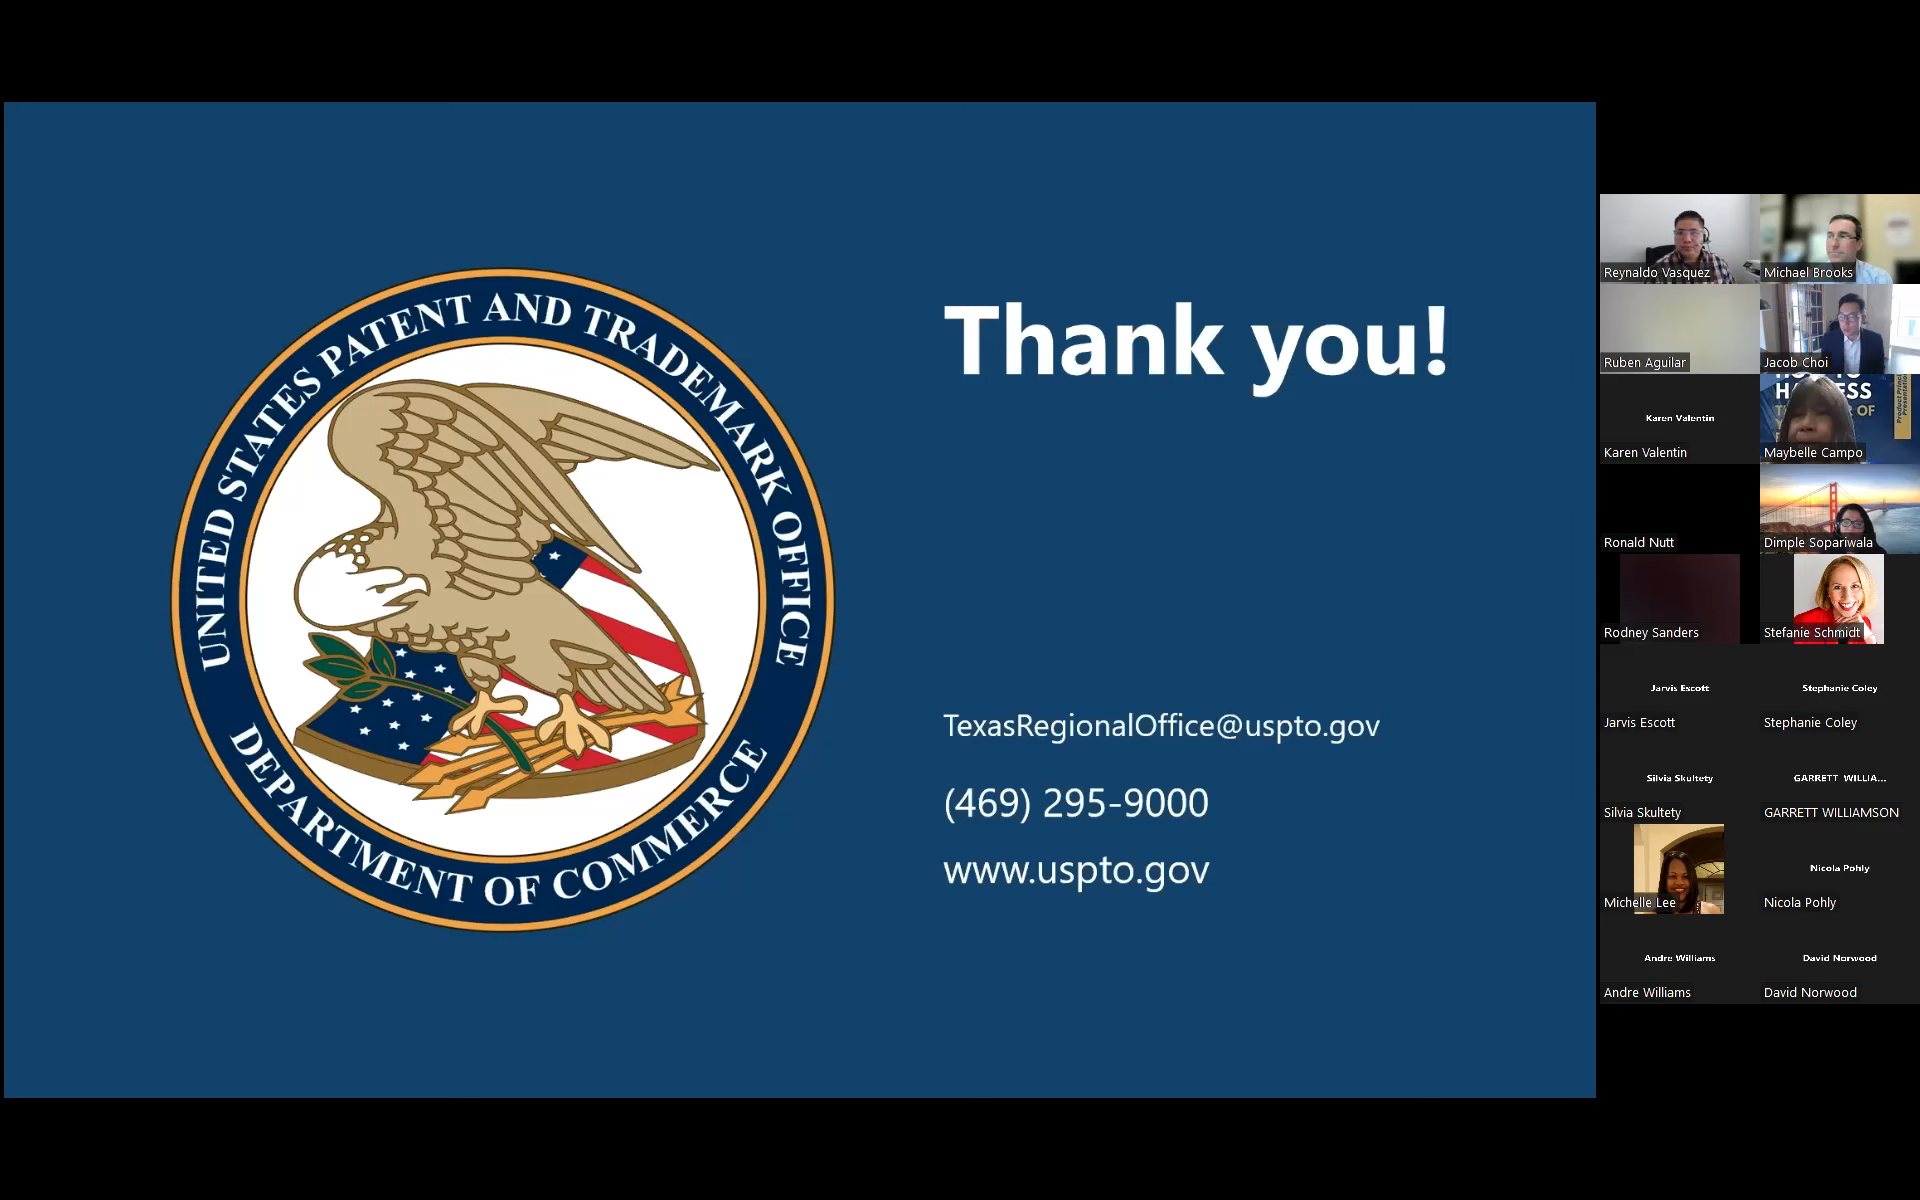 UNITED STATES PATENT AND TRADEMARK OFFICE
DEPARTMENT OF COMMERCE
Thank you!
TexasRegionalOffice@uspto.gov
(469) 295-9000
www.uspto.gov
Reynaldo Vasquez
Michael Brooks
Ruben Aguilar
Jacob Choi
Karen Valentin
Karen Valentin
OF
Maybelle Campo
Ronald Nutt
Dimple Sopariwala
Rodney Sanders
Stefanie Schmidt
Jarvis Escott
Jarvis Escott
Stephanie Coley
Stephanie Coley
Silvia Skultety
Silvia Skultety
GARRETT WILLIA...
GARRETT WILLIAMSON
Michelle Lee
Nicola Pohly
Nicola Pohly
Andre Williams
Andre Williams
David Norwood
David Norwood